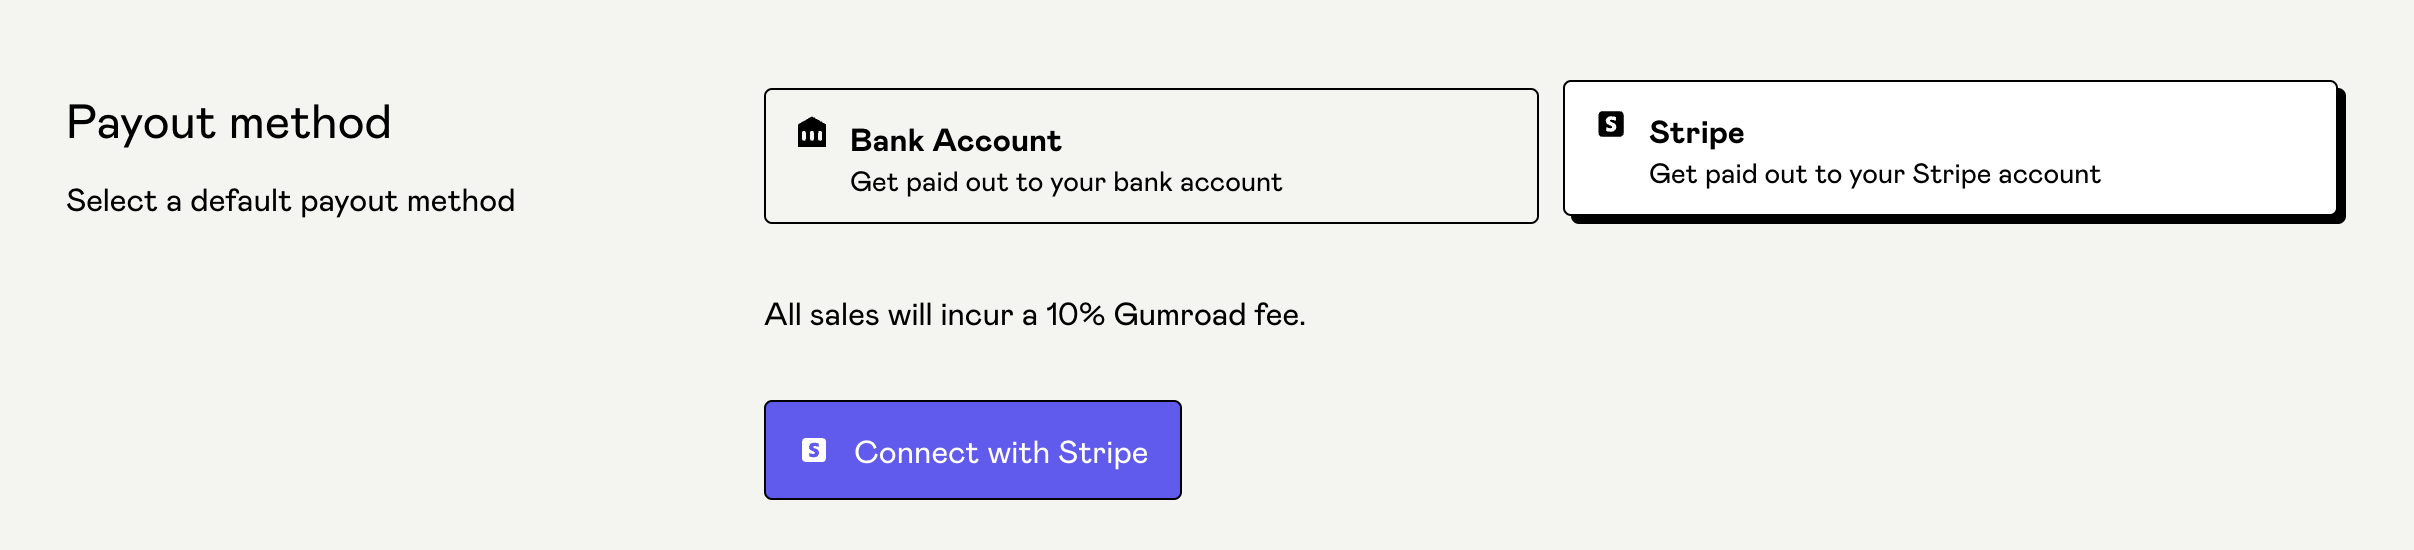 Payout method
Select a default payout method
Bank Account
Get paid out to your bank account
S Stripe
Get paid out to your Stripe account
All sales will incur a 10% Gumroad fee.
S Connect with Stripe